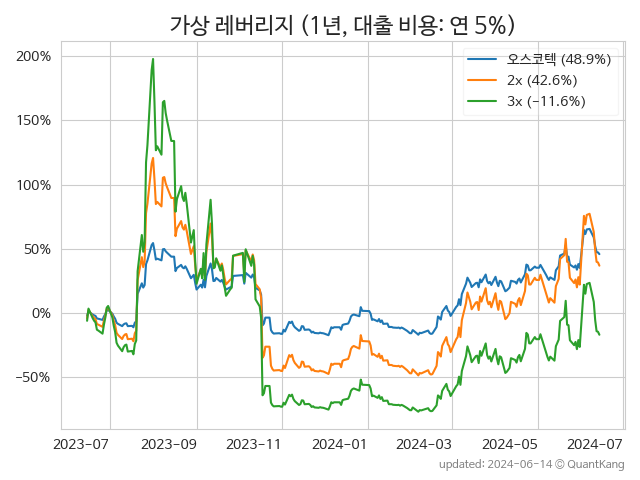 가상 레버리지 (1년, 대출 비용: 연 5%)
오스코텍 (48.9%)
2x (42.6%)
3x (−11.6%)
200%
150%
100%
50%
0%
−50%
2023-07
2023-09
2023-11
2024-01
2024-03
2024-05
2024-07
updated: 2024-06-14 © QuantKang